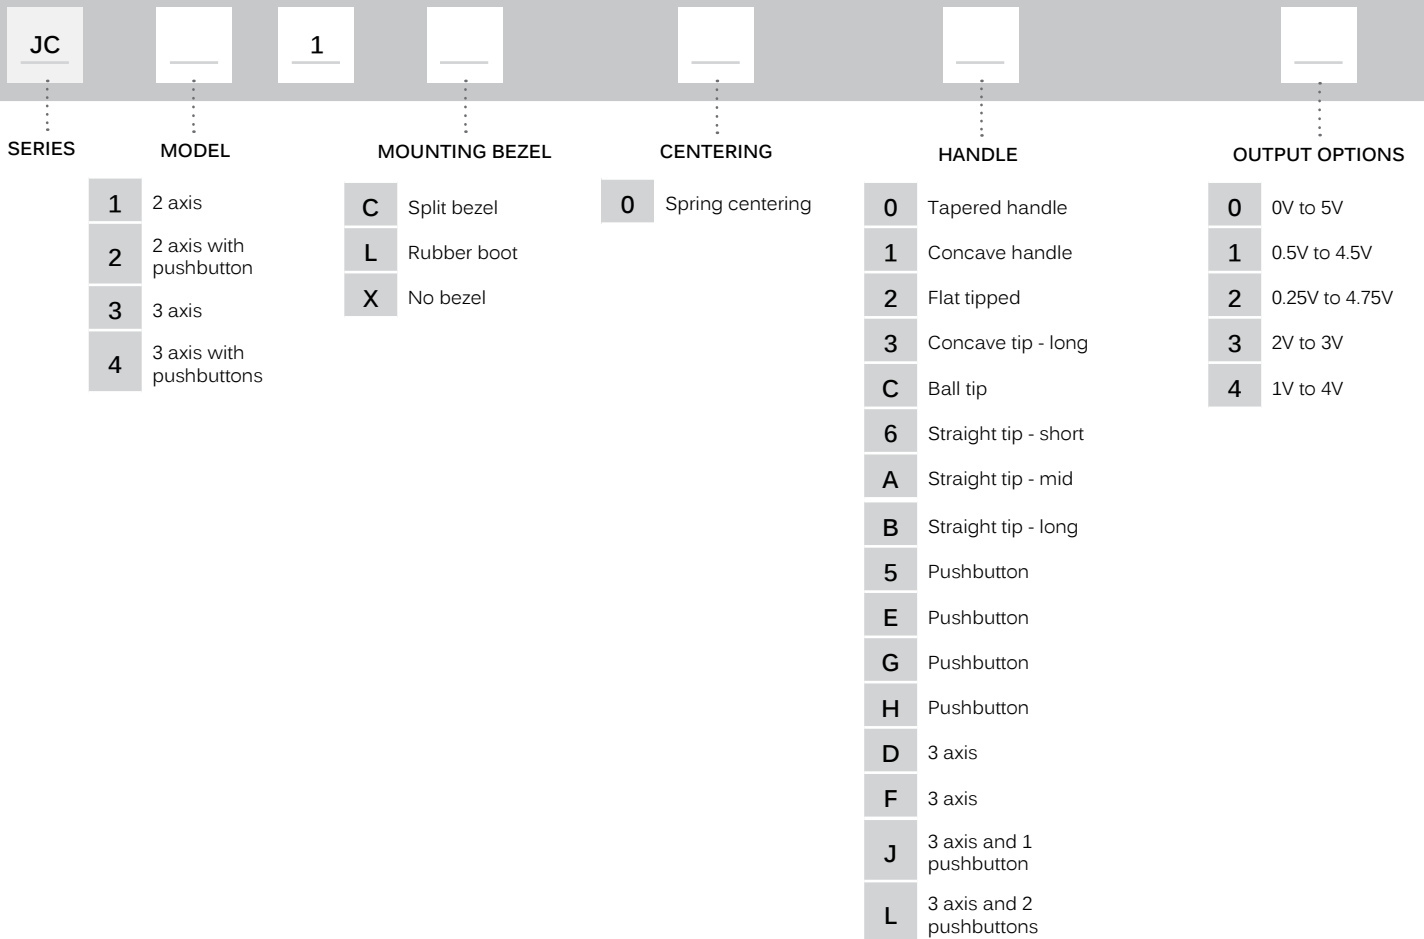 JC
1
SERIES
MODEL
1 2 axis
2 2 axis with
pushbutton
3 3 axis
4 3 axis with
pushbuttons
MOUNTING BEZEL
C Split bezel
L Rubber boot
X No bezel
CENTERING
0 Spring centering
HANDLE
0 Tapered handle
1 Concave handle
2 Flat tipped
3 Concave tip - long
C Ball tip
6 Straight tip - short
A Straight tip - mid
B Straight tip - long
5 Pushbutton
E Pushbutton
G Pushbutton
H Pushbutton
D 3 axis
F 3 axis
J 3 axis and 1
pushbutton
L 3 axis and 2
pushbuttons
OUTPUT OPTIONS
0 0V to 5V
1 0.5V to 4.5V
2 0.25V to 4.75V
3 2V to 3V
4 1V to 4V